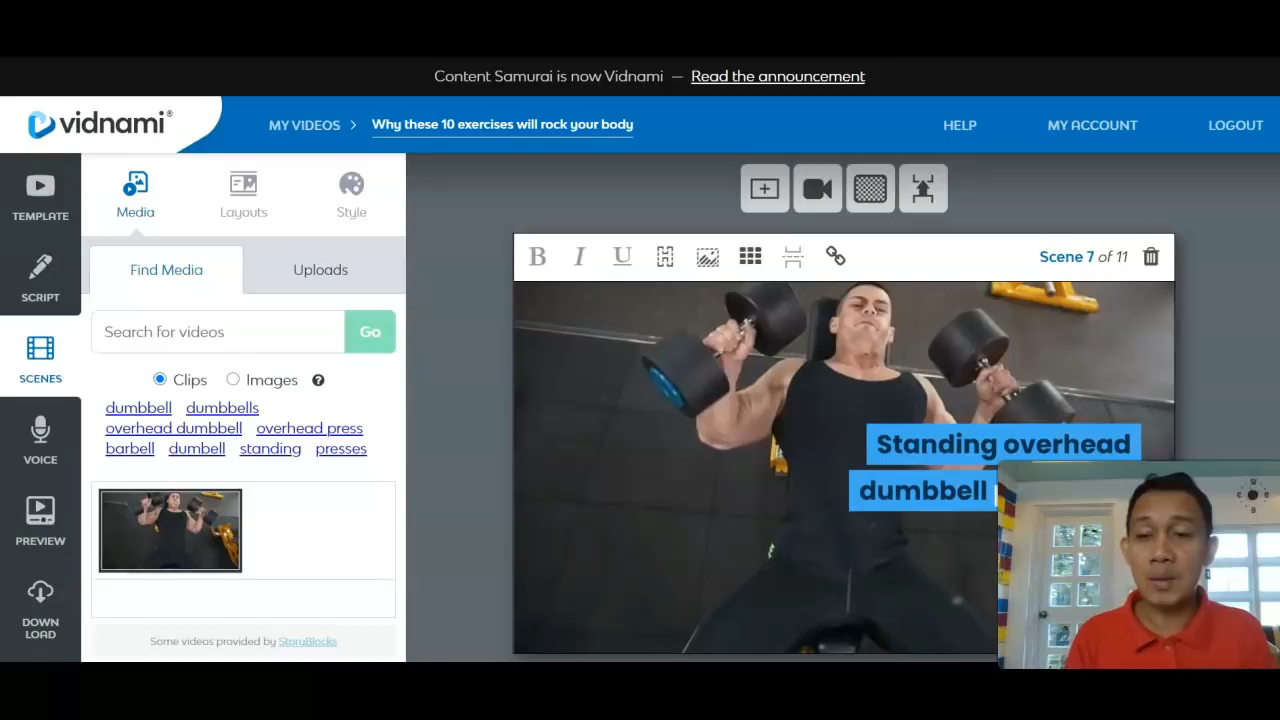 Content Samurai is now Vidnami — Read the announcement
vidnami®
MY VIDEOS > Why these 10 exercises will rock your body
HELP MY ACCOUNT LOGOUT
TEMPLATE
SCRIPT
SCENES
VOICE
PREVIEW
DOWN
LOAD
Media Layouts Style
Find Media Uploads
Search for videos Go
Clips Images ?
dumbbell dumbbells
overhead dumbbell overhead press
barbell dumbell standing presses
Some videos provided by StoryBlocks
B I U H
Scene 7 of 11
Standing overhead
dumbbell